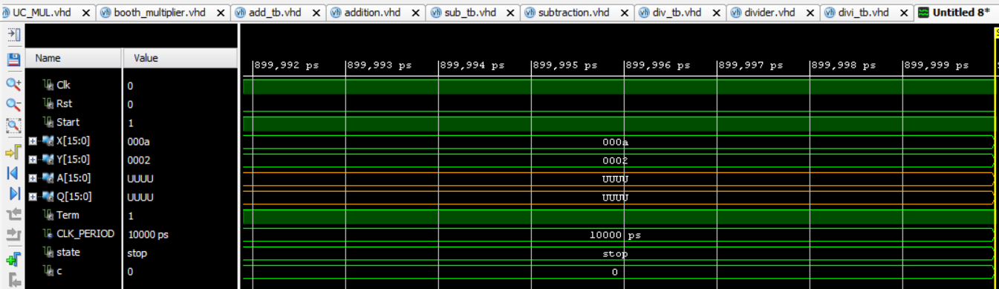 UC_MUL.vhd booth_multiplier.vhd add_tb.vhd addition.vhd sub_tb.vhd subtraction.vhd div_tb.vhd divider.vhd divi_tb.vhd Untitled 8*
Name Value
899,992 ps 899,993 ps 899,994 ps 899,995 ps 899,996 ps 899,997 ps 899,998 ps 899,999 ps
Clk 0
Rst 0
Start 1
X[15:0] 000a 000a
Y[15:0] 0002 0002
A[15:0] UUUU UUUU
Q[15:0] UUUU UUUU
Term 1
CLK_PERIOD 10000 ps 10000 ps
state stop stop
c 0 0